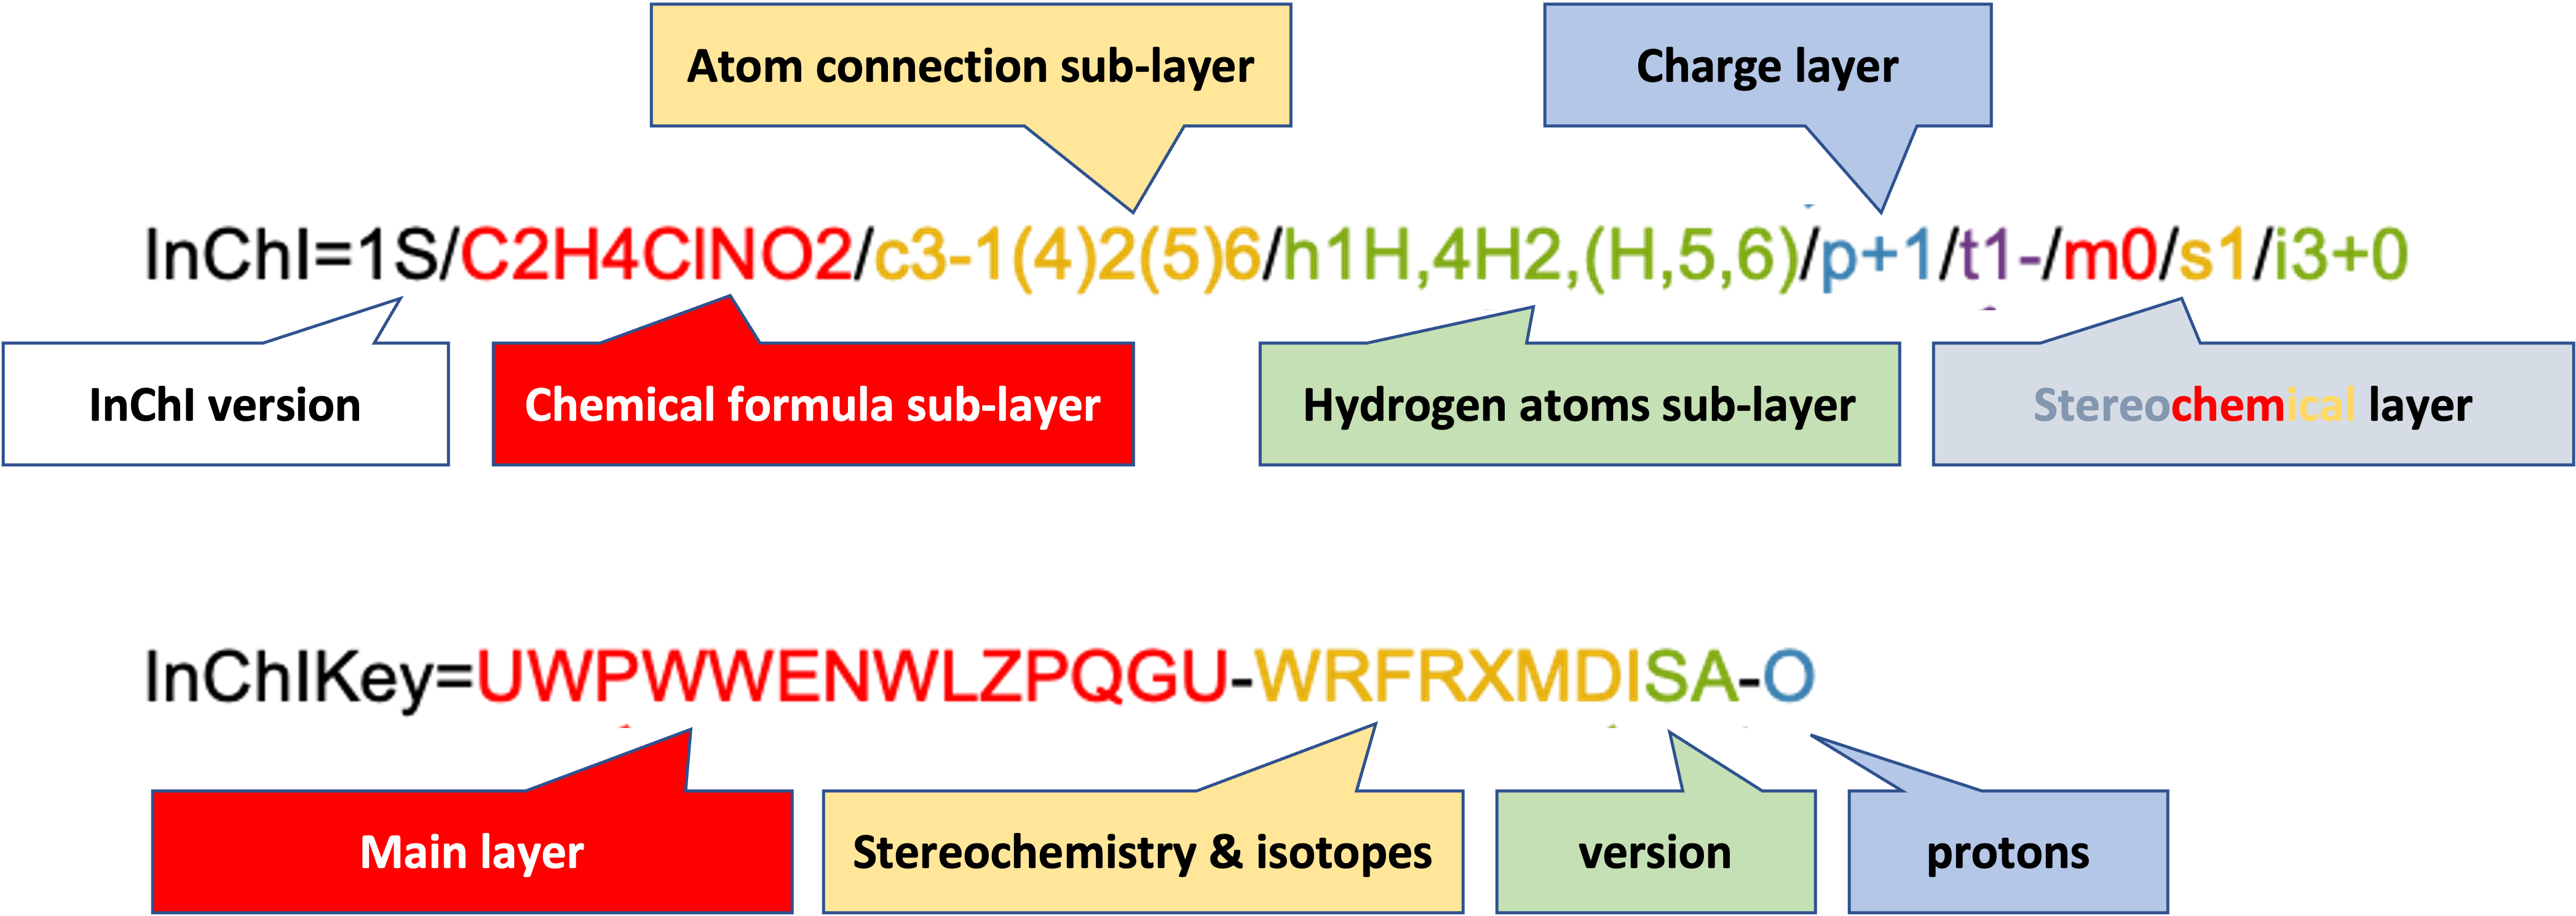 Atom connection sub-layer
Charge layer
InChI=1S/C2H4ClNO2/c3-1(4)2(5)6/h1H,4H2,(H,5,6)/p+1/t1-/m0/s1/i3+0
InChI version
Chemical formula sub-layer
Hydrogen atoms sub-layer
Stereochemical layer
InChIKey=UWPWWENWLZPQGU-WRFRXMDISA-O
Main layer
Stereochemistry & isotopes
version
protons